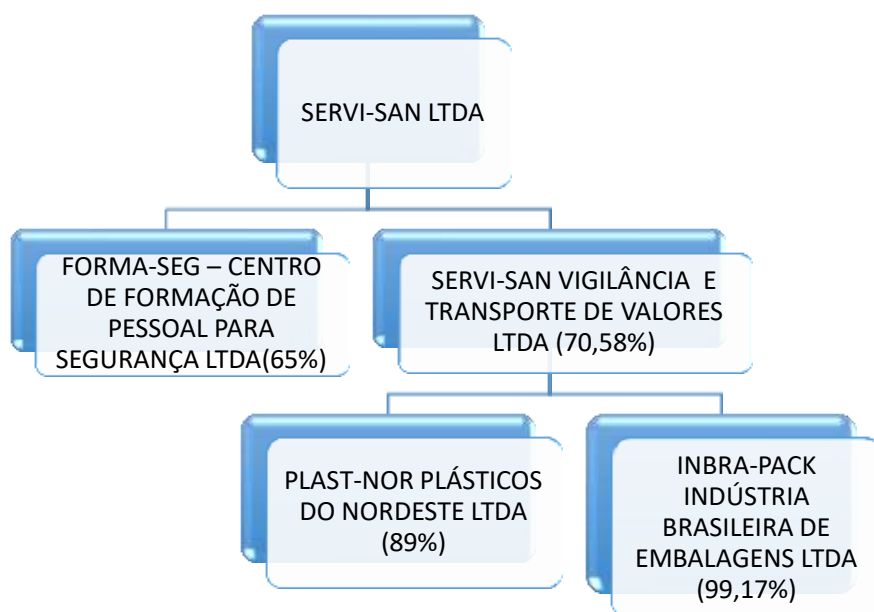 SERVI-SAN LTDA
FORMA-SEG – CENTRO
DE FORMAÇÃO DE
PESSOAL PARA
SEGURANÇA LTDA(65%)
SERVI-SAN VIGILÂNCIA E
TRANSPORTE DE VALORES
LTDA (70,58%)
PLAST-NOR PLÁSTICOS
DO NORDESTE LTDA
(89%)
INBRA-PACK
INDÚSTRIA
BRASILEIRA DE
EMBALAGENS LTDA
(99,17%)